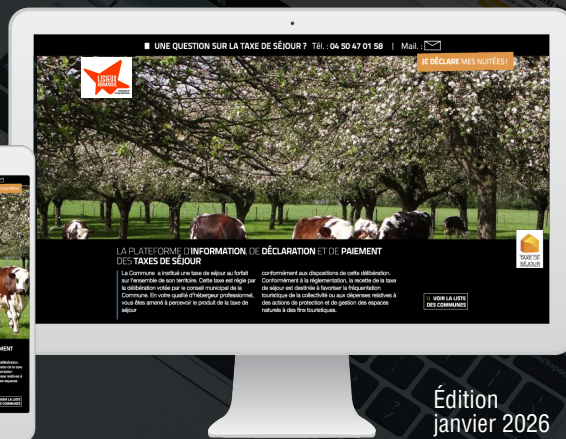 UNE QUESTION SUR LA TAXE DE SÉJOUR ? Tél. : 04 50 47 01 58 | Mail. :
JE DÉCLARE MES NUITÉES !
LISIEUX
NORMANDIE
LA PLATEFORME D'INFORMATION, DE DÉCLARATION ET DE PAIEMENT
DES TAXES DE SÉJOUR
La Commune a institué une taxe de séjour au forfait
sur l'ensemble de son territoire. Cette taxe est régie par
la délibération votée par le conseil municipal de la
Commune. En votre qualité d'hébergeur professionnel,
vous êtes amené à percevoir le produit de la taxe de
séjour
conformément aux dispositions de cette délibération.
Conformément à la réglementation, la recette de la taxe
de séjour est destinée à favoriser la fréquentation
touristique de la collectivité ou aux dépenses relatives à
des actions de protection et de gestion des espaces
naturels à des fins touristiques.
TAXE DE
SÉJOUR
VOIR LA LISTE
DES COMMUNES
Édition
janvier 2026